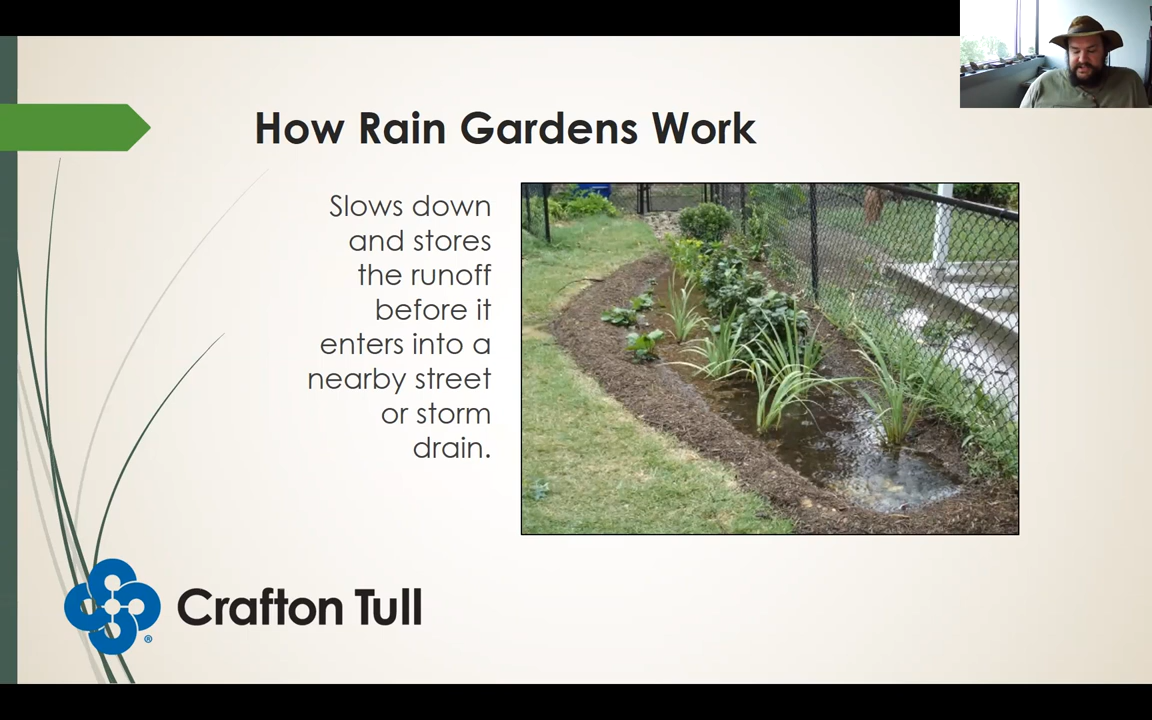 How Rain Gardens Work
Slows down
and stores
the runoff
before it
enters into a
nearby street
or storm
drain.
Crafton Tull
®